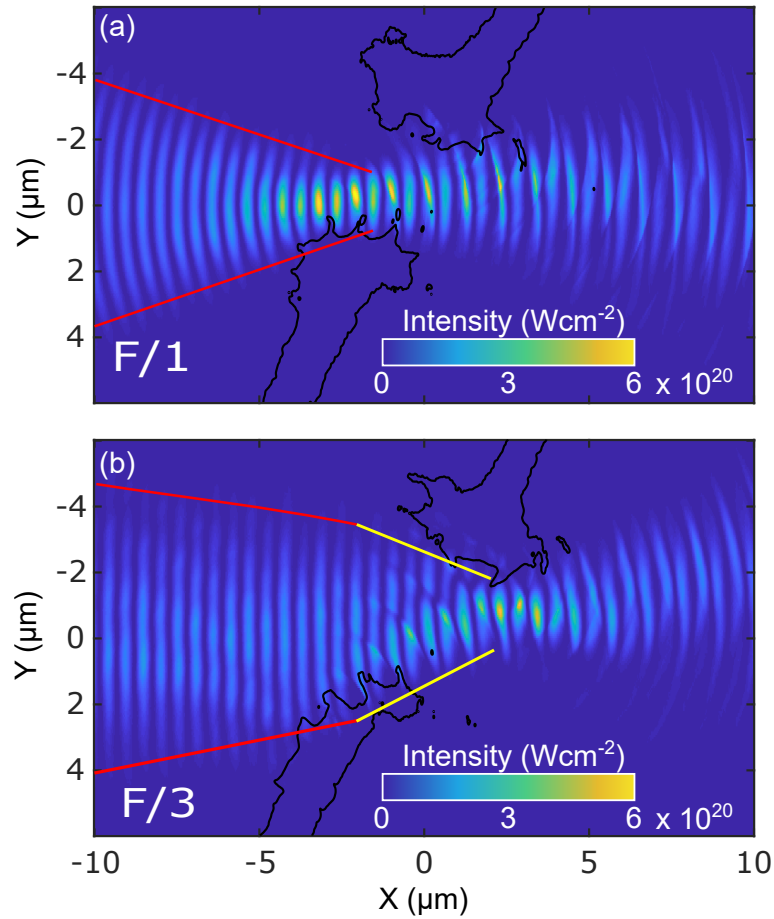 (a)
-4
-2
0
2
4
Y (µm)
F/1
Intensity (Wcm-2)
0 3 6 x 1020
(b)
-4
-2
0
2
4
Y (µm)
F/3
Intensity (Wcm-2)
0 3 6 x 1020
-10 -5 0 5 10
X (µm)